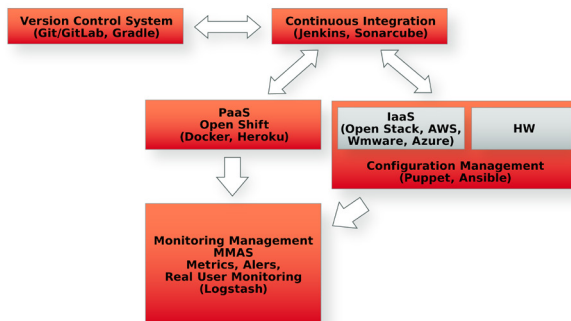 Version Control System
(Git/GitLab, Gradle)
Continuous Integration
(Jenkins, Sonarcube)
PaaS
Open Shift
(Docker, Heroku)
IaaS
(Open Stack, AWS,
Wmware, Azure)
HW
Configuration Management
(Puppet, Ansible)
Monitoring Management
MMAS
Metrics, Alers,
Real User Monitoring
(Logstash)